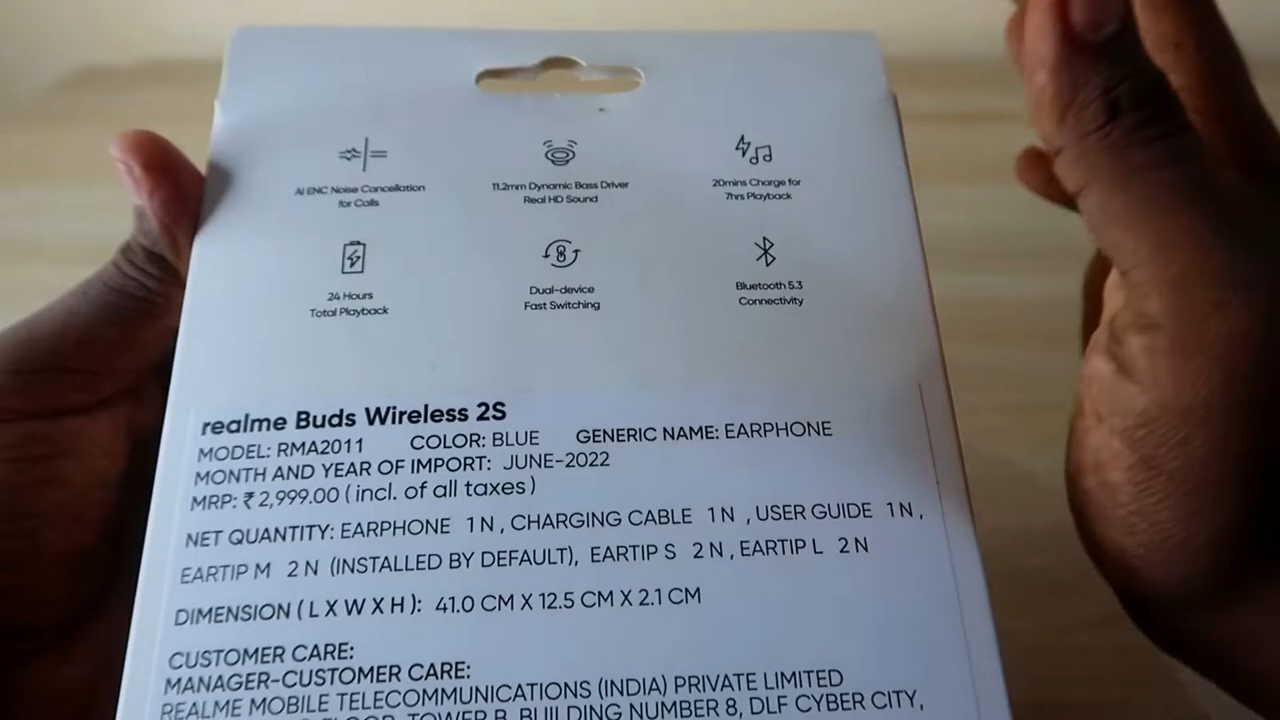 AI ENC Noise Cancellation
for Calls
11.2mm Dynamic Bass Driver
Real HD Sound
20mins Charge for
7hrs Playback
24 Hours
Total Playback
Dual-device
Fast Switching
Bluetooth 5.3
Connectivity
realme Buds Wireless 2S
MODEL: RMA2011 COLOR: BLUE GENERIC NAME: EARPHONE
MONTH AND YEAR OF IMPORT: JUNE-2022
MRP: ₹ 2,999.00 ( incl. of all taxes )
NET QUANTITY: EARPHONE 1 N , CHARGING CABLE 1 N , USER GUIDE 1 N ,
EARTIP M 2 N (INSTALLED BY DEFAULT), EARTIP S 2 N , EARTIP L 2 N
DIMENSION ( L X W X H ): 41.0 CM X 12.5 CM X 2.1 CM
CUSTOMER CARE:
MANAGER-CUSTOMER CARE:
REALME MOBILE TELECOMMUNICATIONS (INDIA) PRIVATE LIMITED
FLOOR, TOWER B, BUILDING NUMBER 8, DLF CYBER CITY,